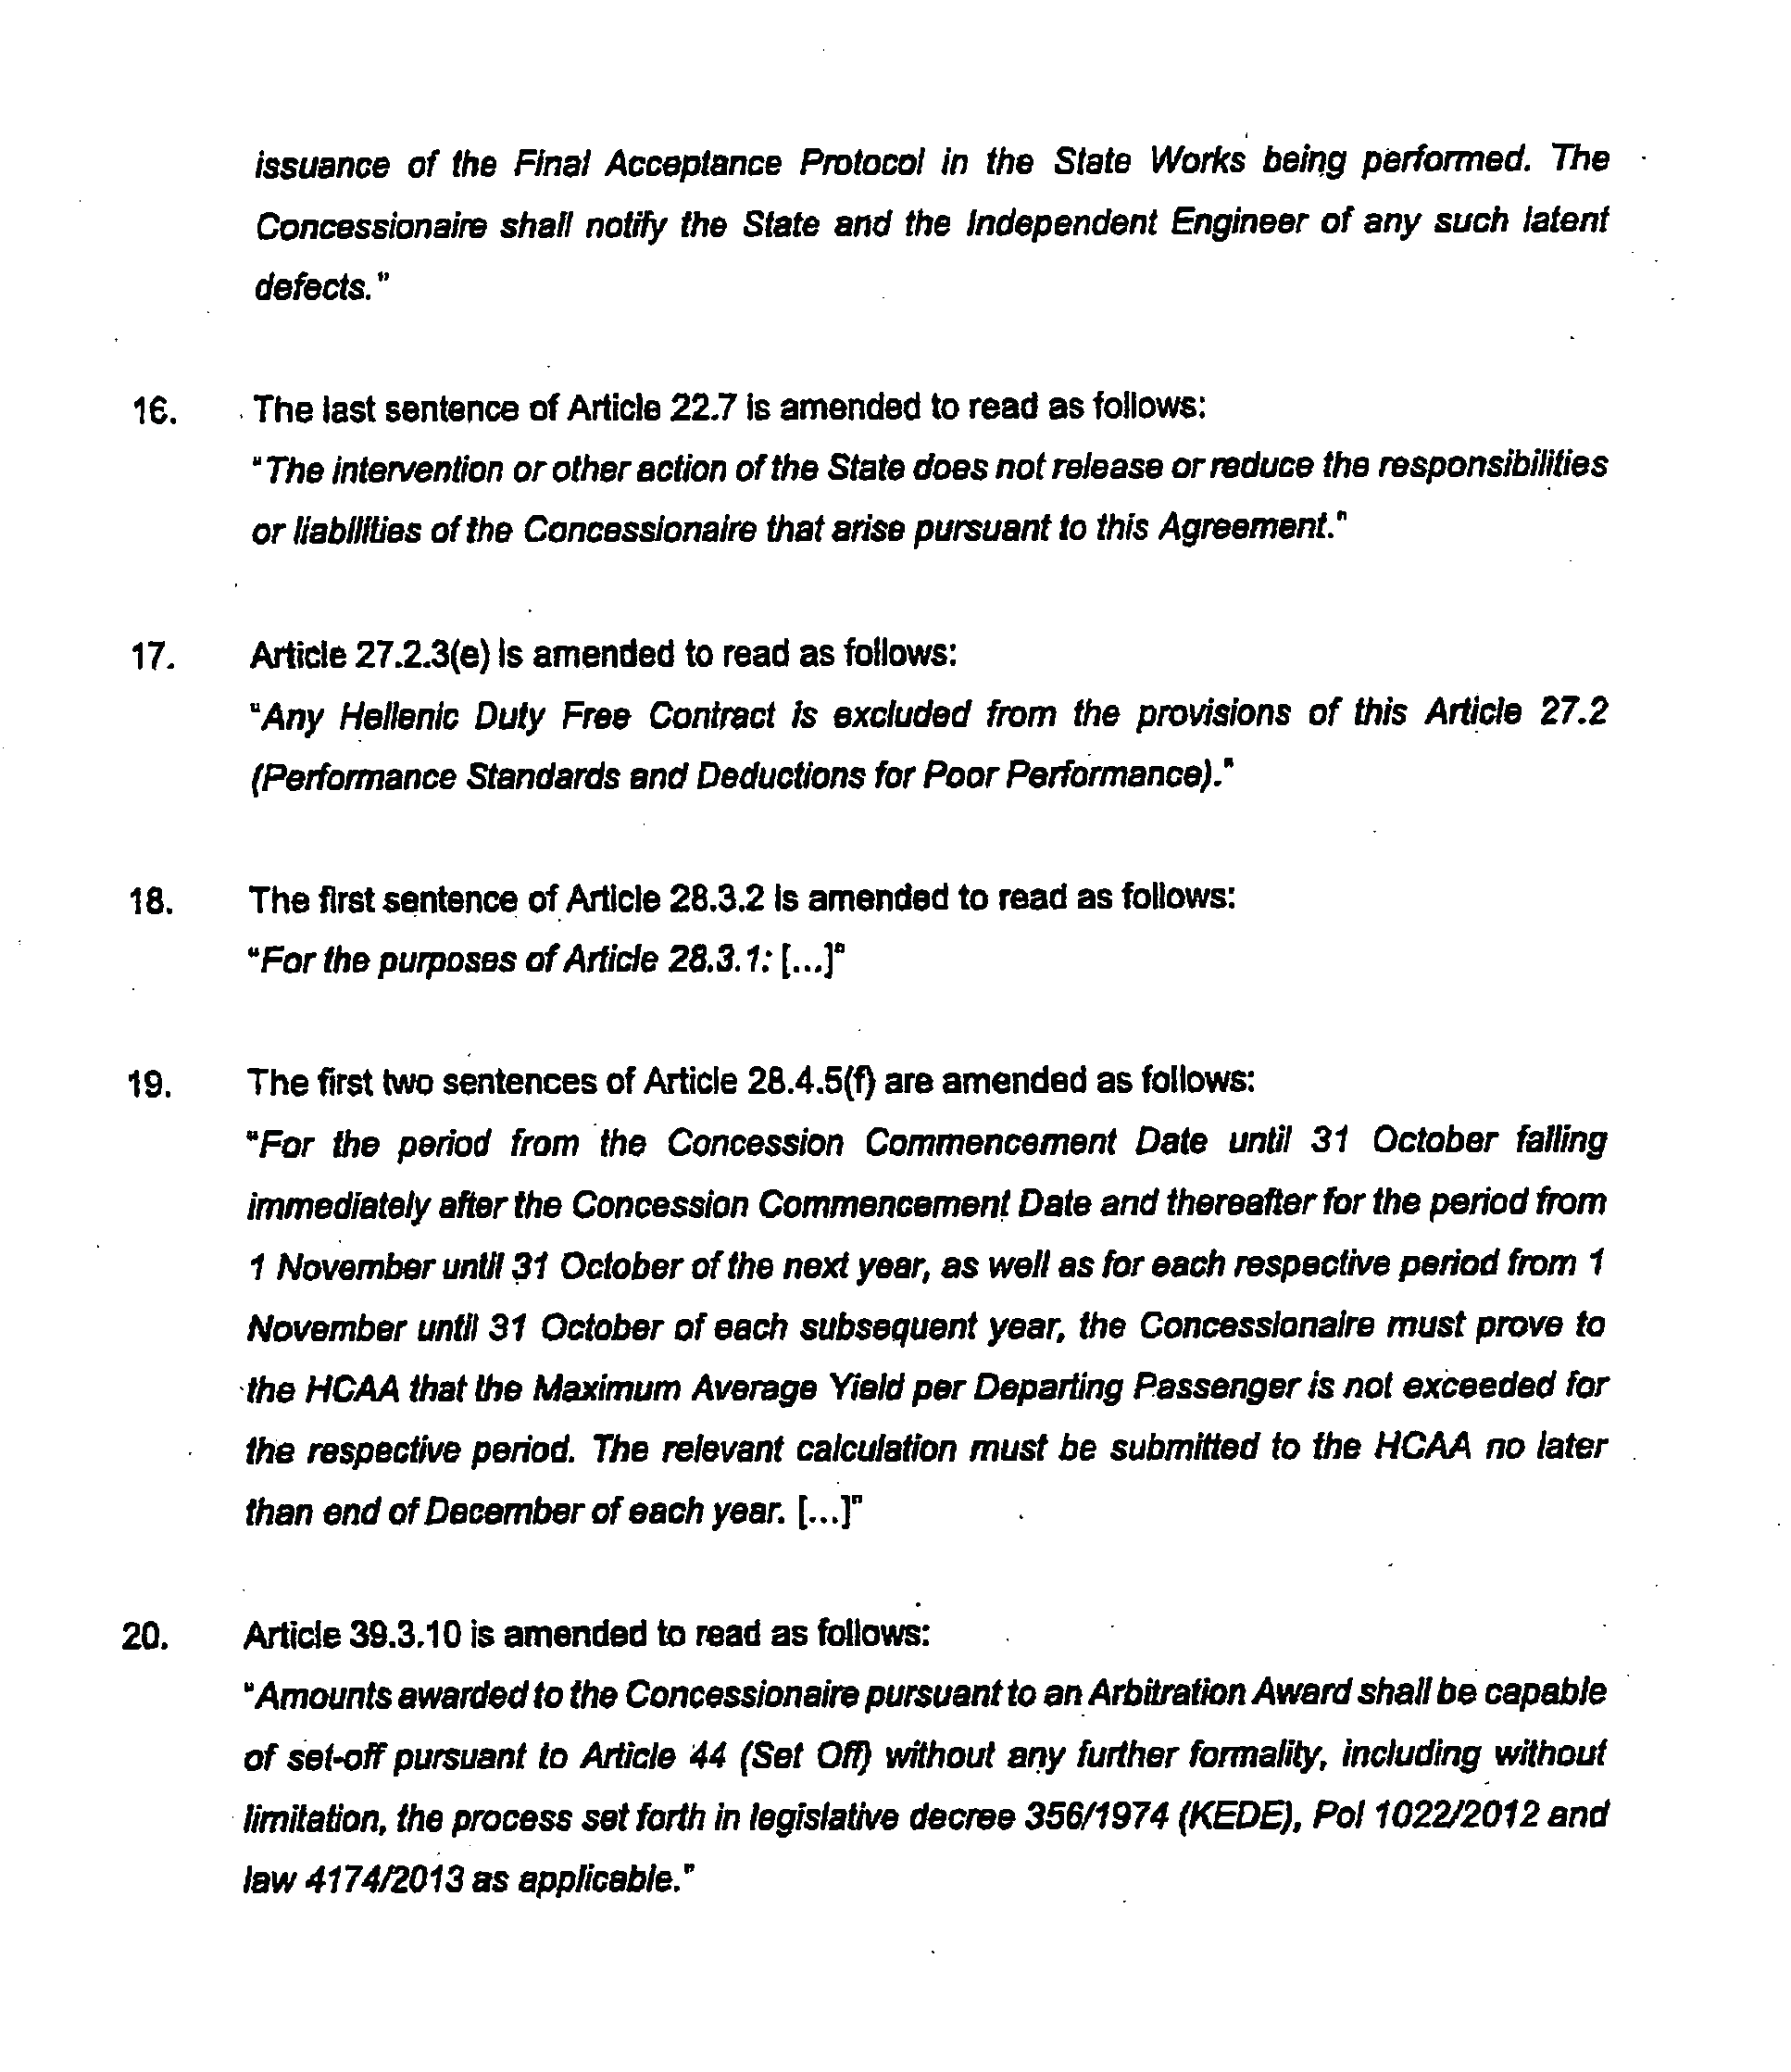 issuance of the Final Acceptance Protocol in the State Works being performed. The
Concessionaire shall notify the State and the Independent Engineer of any such latent
defects."
16. The last sentence of Article 22.7 is amended to read as follows:
"The intervention or other action of the State does not release or reduce the responsibilities
or liabilities of the Concessionaire that arise pursuant to this Agreement."
17. Article 27.2.3(e) is amended to read as follows:
"Any Hellenic Duty Free Contract is excluded from the provisions of this Article 27.2
(Performance Standards and Deductions for Poor Performance)."
18. The first sentence of Article 28.3.2 is amended to read as follows:
"For the purposes of Article 28.3.1: [...]"
19. The first two sentences of Article 28.4.5(f) are amended as follows:
"For the period from the Concession Commencement Date until 31 October falling
immediately after the Concession Commencement Date and thereafter for the period from
1 November until 31 October of the next year, as well as for each respective period from 1
November until 31 October of each subsequent year, the Concessionaire must prove to
the HCAA that the Maximum Average Yield per Departing Passenger is not exceeded for
the respective period. The relevant calculation must be submitted to the HCAA no later
than end of December of each year. [...]"
20. Article 39.3.10 is amended to read as follows:
"Amounts awarded to the Concessionaire pursuant to an Arbitration Award shall be capable
of set-off pursuant to Article 44 (Set Off) without any further formality, including without
limitation, the process set forth in legislative decree 356/1974 (KEDE), Pol 1022/2012 and
law 4174/2013 as applicable."